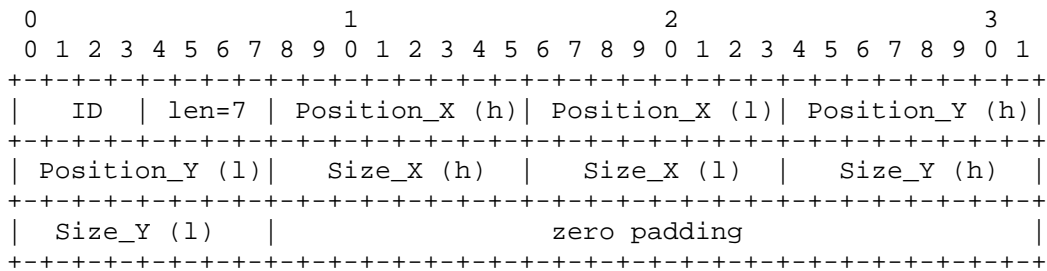 0                   1                   2                   3
 0 1 2 3 4 5 6 7 8 9 0 1 2 3 4 5 6 7 8 9 0 1 2 3 4 5 6 7 8 9 0 1
+-+-+-+-+-+-+-+-+-+-+-+-+-+-+-+-+-+-+-+-+-+-+-+-+-+-+-+-+-+-+-+-+
|   ID  | len=7 | Position_X (h)| Position_X (l)| Position_Y (h)|
+-+-+-+-+-+-+-+-+-+-+-+-+-+-+-+-+-+-+-+-+-+-+-+-+-+-+-+-+-+-+-+-+
| Position_Y (l)|   Size_X (h)  |   Size_X (l)  |   Size_Y (h)  |
+-+-+-+-+-+-+-+-+-+-+-+-+-+-+-+-+-+-+-+-+-+-+-+-+-+-+-+-+-+-+-+-+
|  Size_Y (l)   |                 zero padding                  |
+-+-+-+-+-+-+-+-+-+-+-+-+-+-+-+-+-+-+-+-+-+-+-+-+-+-+-+-+-+-+-+-+